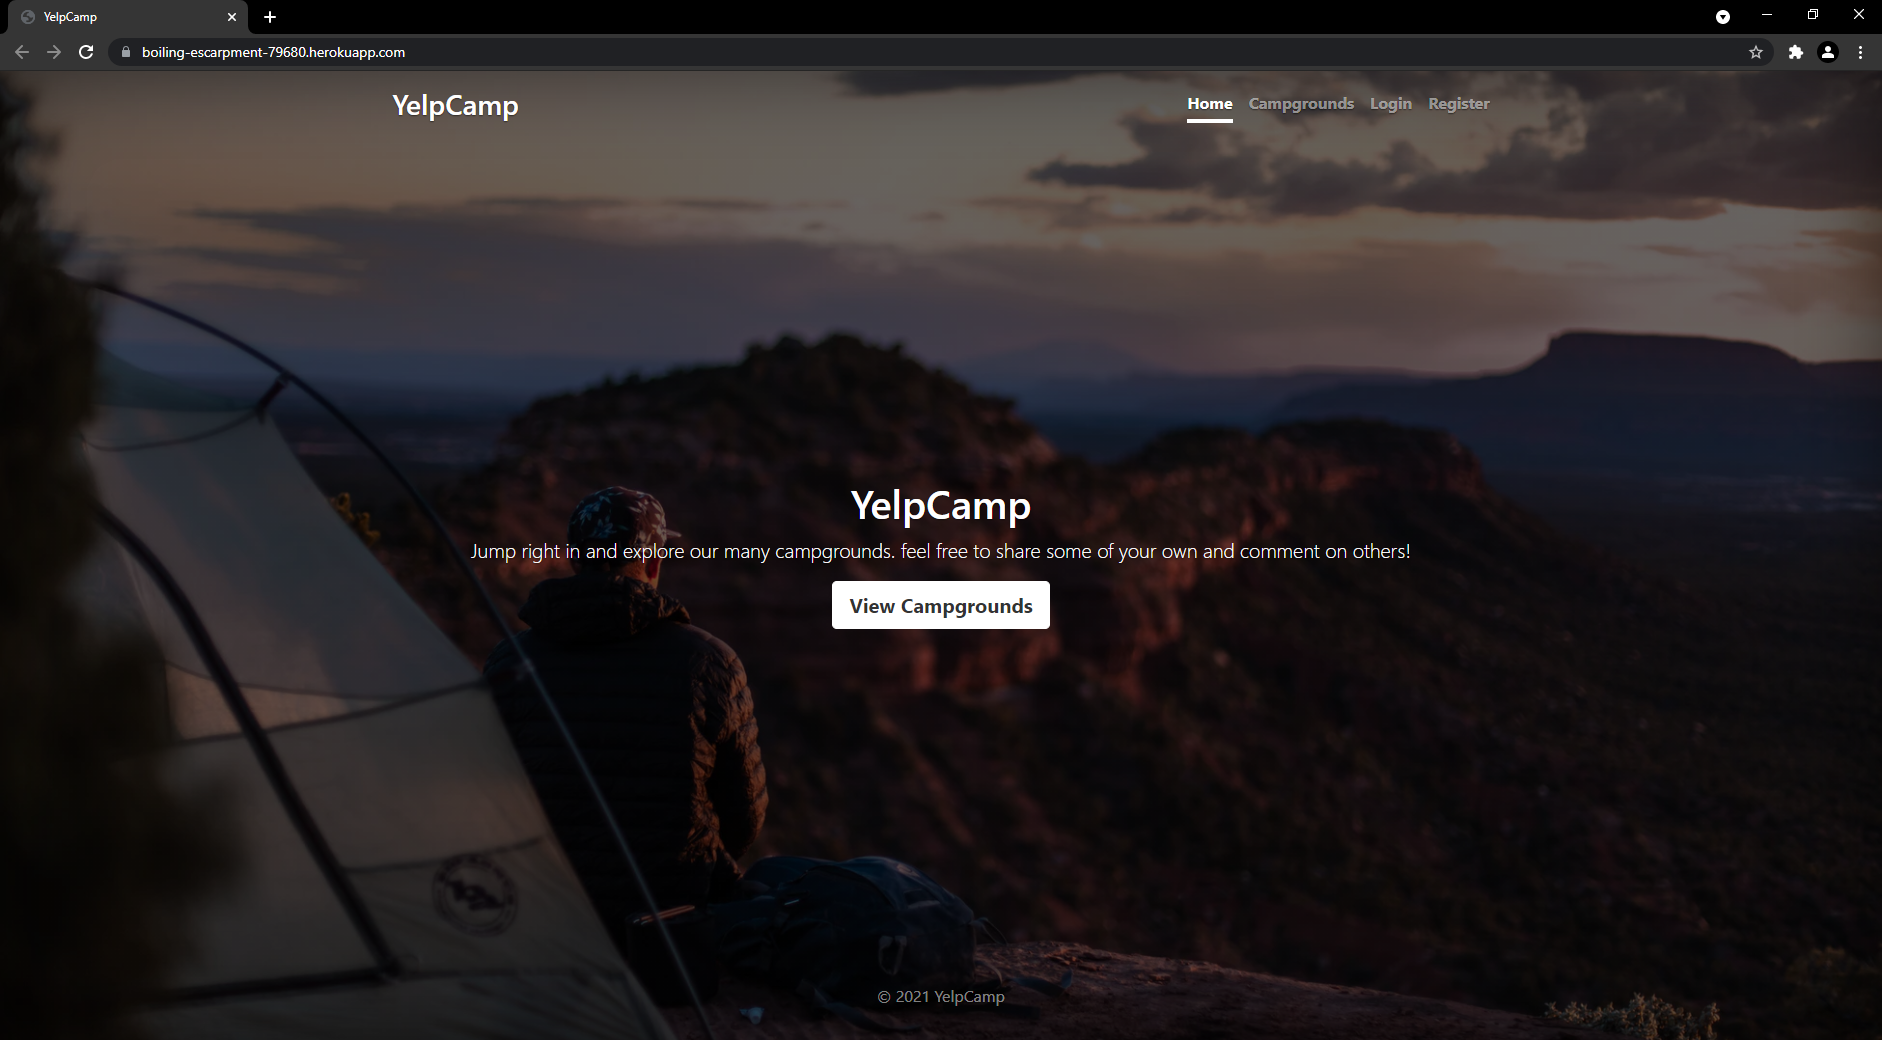 YelpCamp
boiling-escarpment-79680.herokuapp.com
YelpCamp
Home Campgrounds Login Register
YelpCamp
Jump right in and explore our many campgrounds. feel free to share some of your own and comment on others!
View Campgrounds
© 2021 YelpCamp